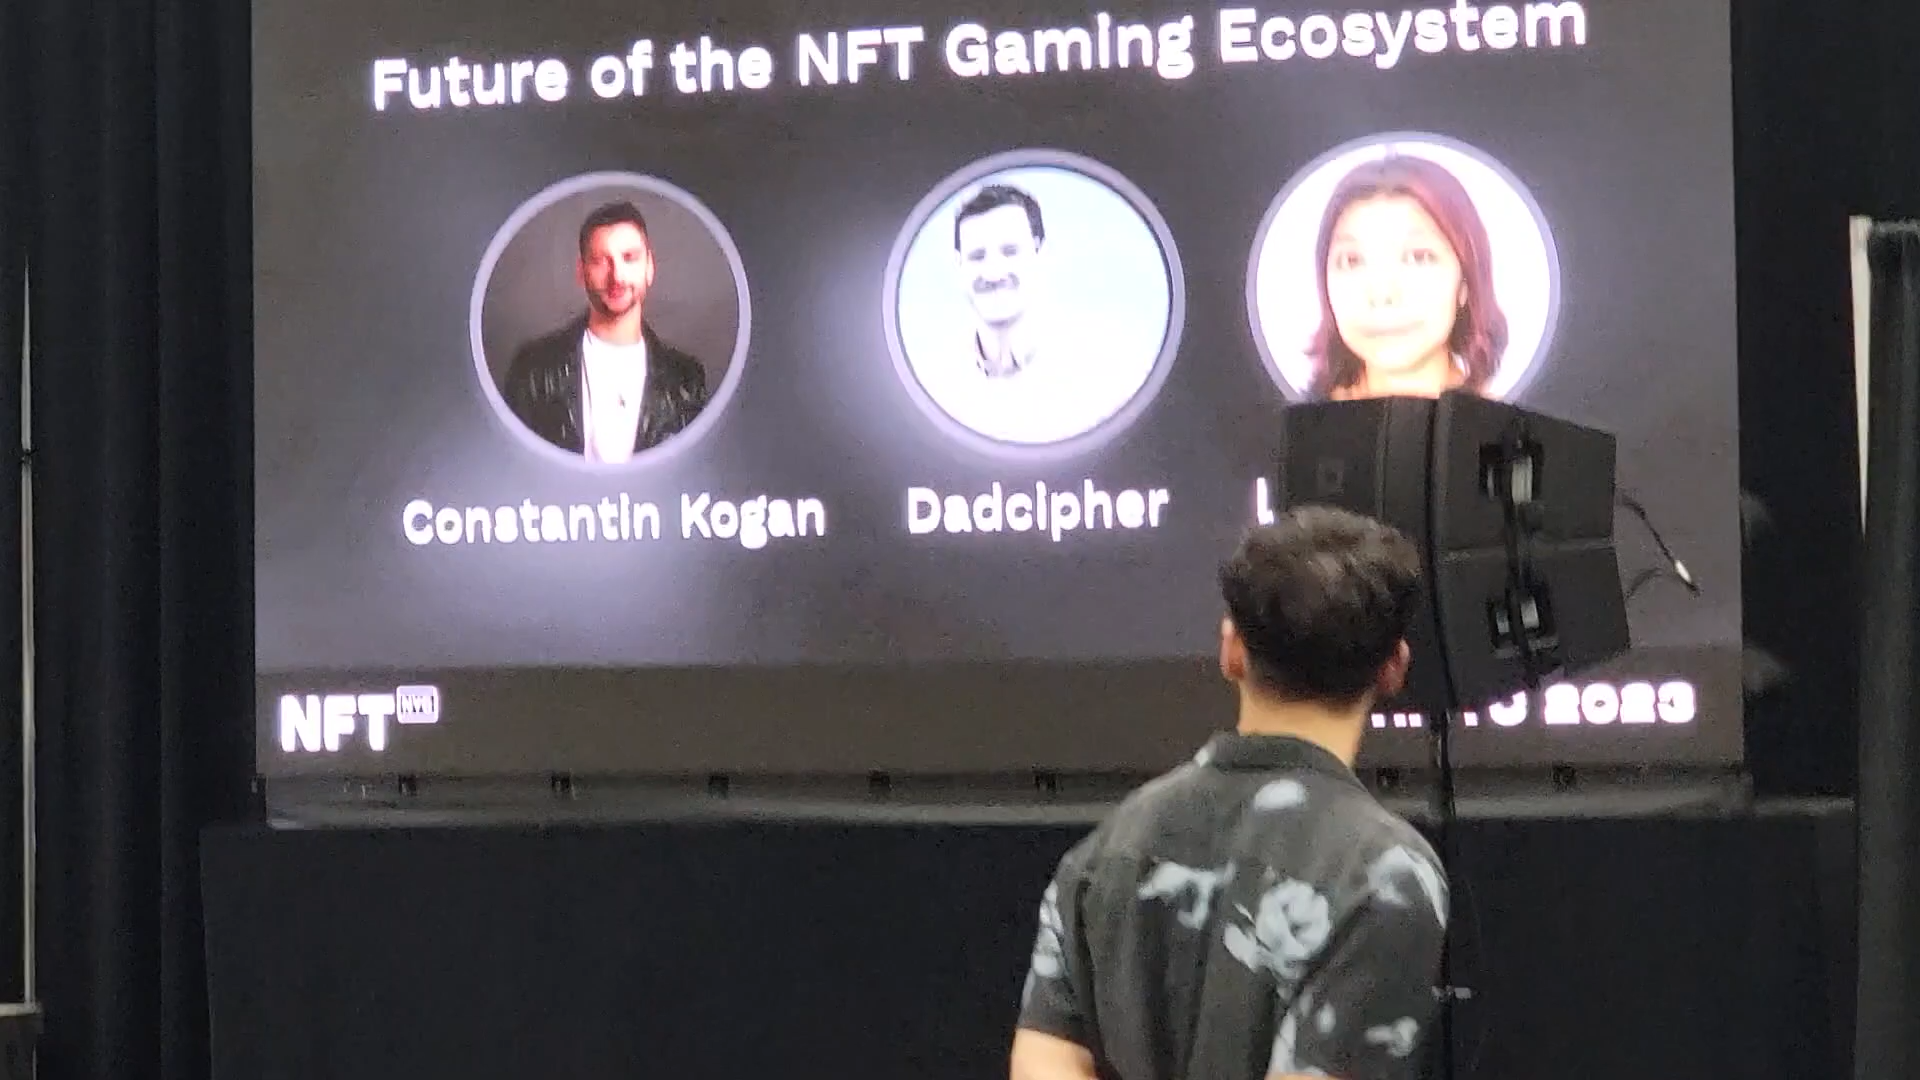 Future of the NFT Gaming Ecosystem
Constantin Kogan
Dadcipher
NFT NYC
2023